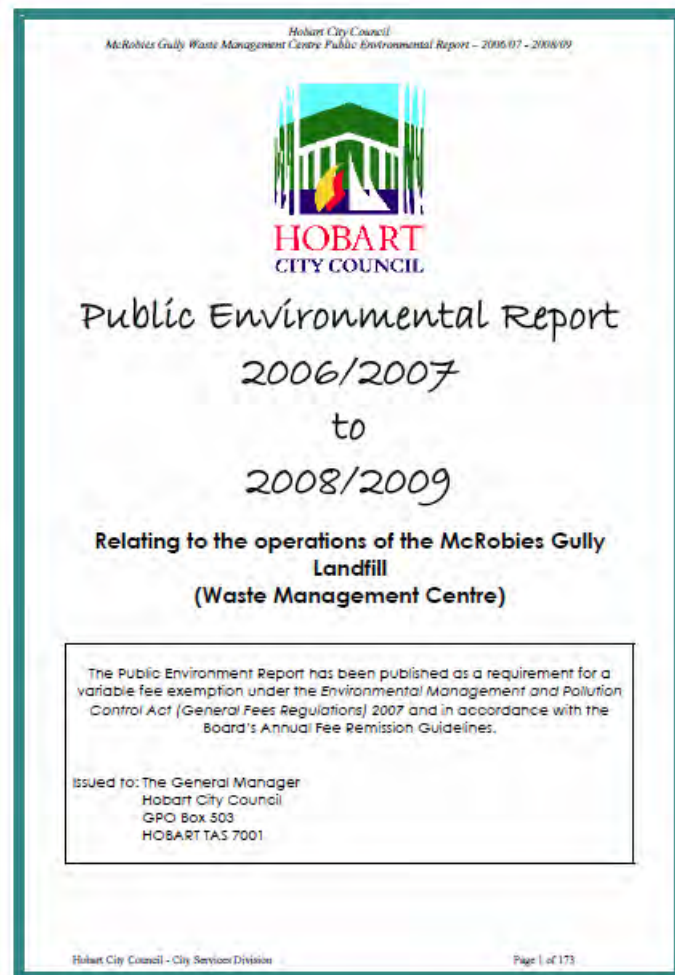 Hobart City Council
McRobies Gully Waste Management Centre Public Environmental Report – 2006/07 - 2008/09
HOBART
CITY COUNCIL
Public Environmental Report
2006/2007
to
2008/2009
Relating to the operations of the McRobies Gully
Landfill
(Waste Management Centre)
The Public Environment Report has been published as a requirement for a
variable fee exemption under the Environmental Management and Pollution
Control Act (General Fees Regulations) 2007 and in accordance with the
Board's Annual Fee Remission Guidelines.
Issued to: The General Manager
Hobart City Council
GPO Box 503
HOBART TAS 7001
Hobart City Council - City Services Division Page 1 of 173